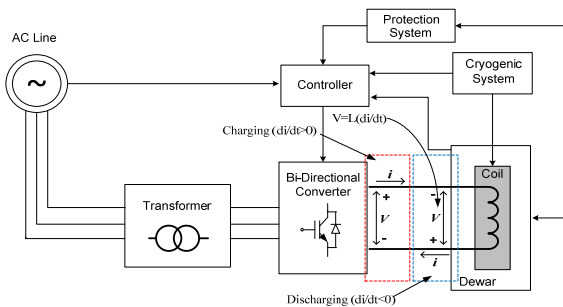 Protection
System
AC Line
~
Controller
Cryogenic
System
V=L(di/dt)
Charging (di/dt>0)
Coil
Bi-Directional
Converter
i
+
-
V
V
-
+
i
Transformer
Dewar
Discharging (di/dt<0)